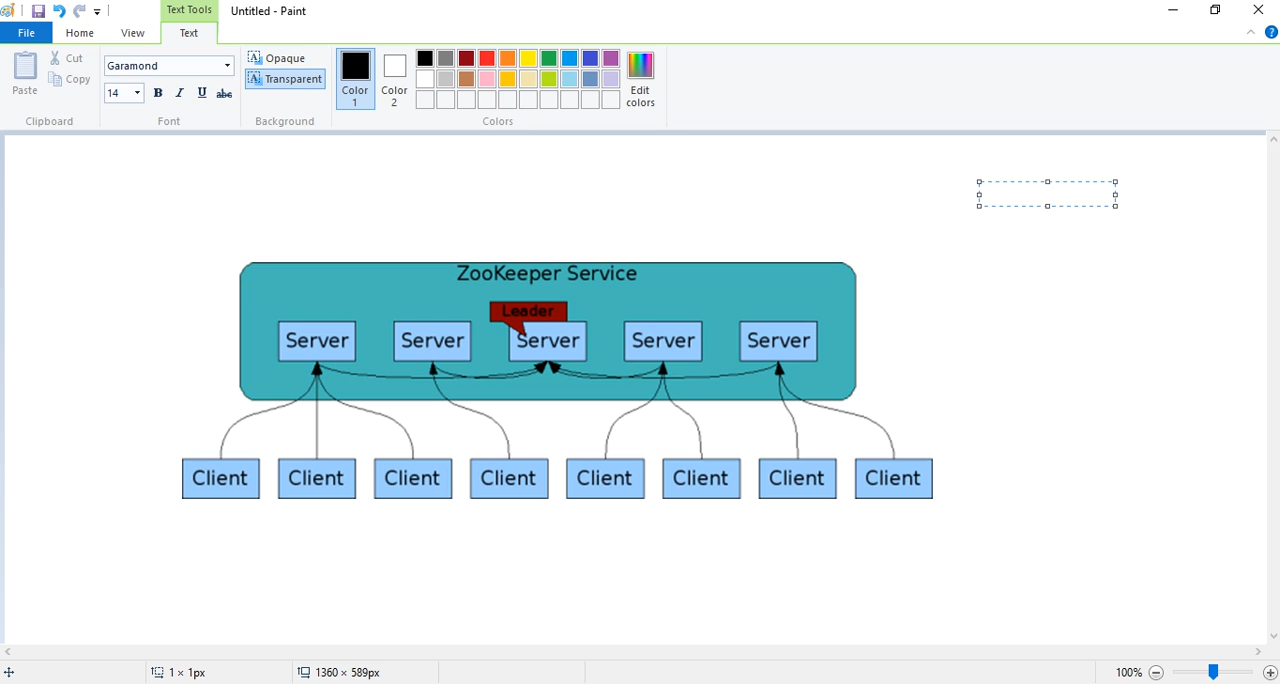 Text Tools Untitled - Paint
File Home View Text
Paste Cut Copy
Garamond
14 B I U abc
Opaque
Transparent
Color 1 Color 2 Edit colors
Clipboard Font Background Colors
ZooKeeper Service
Leader
Server Server Server Server Server
Client Client Client Client Client Client Client Client
1 × 1px 1360 × 589px 100%